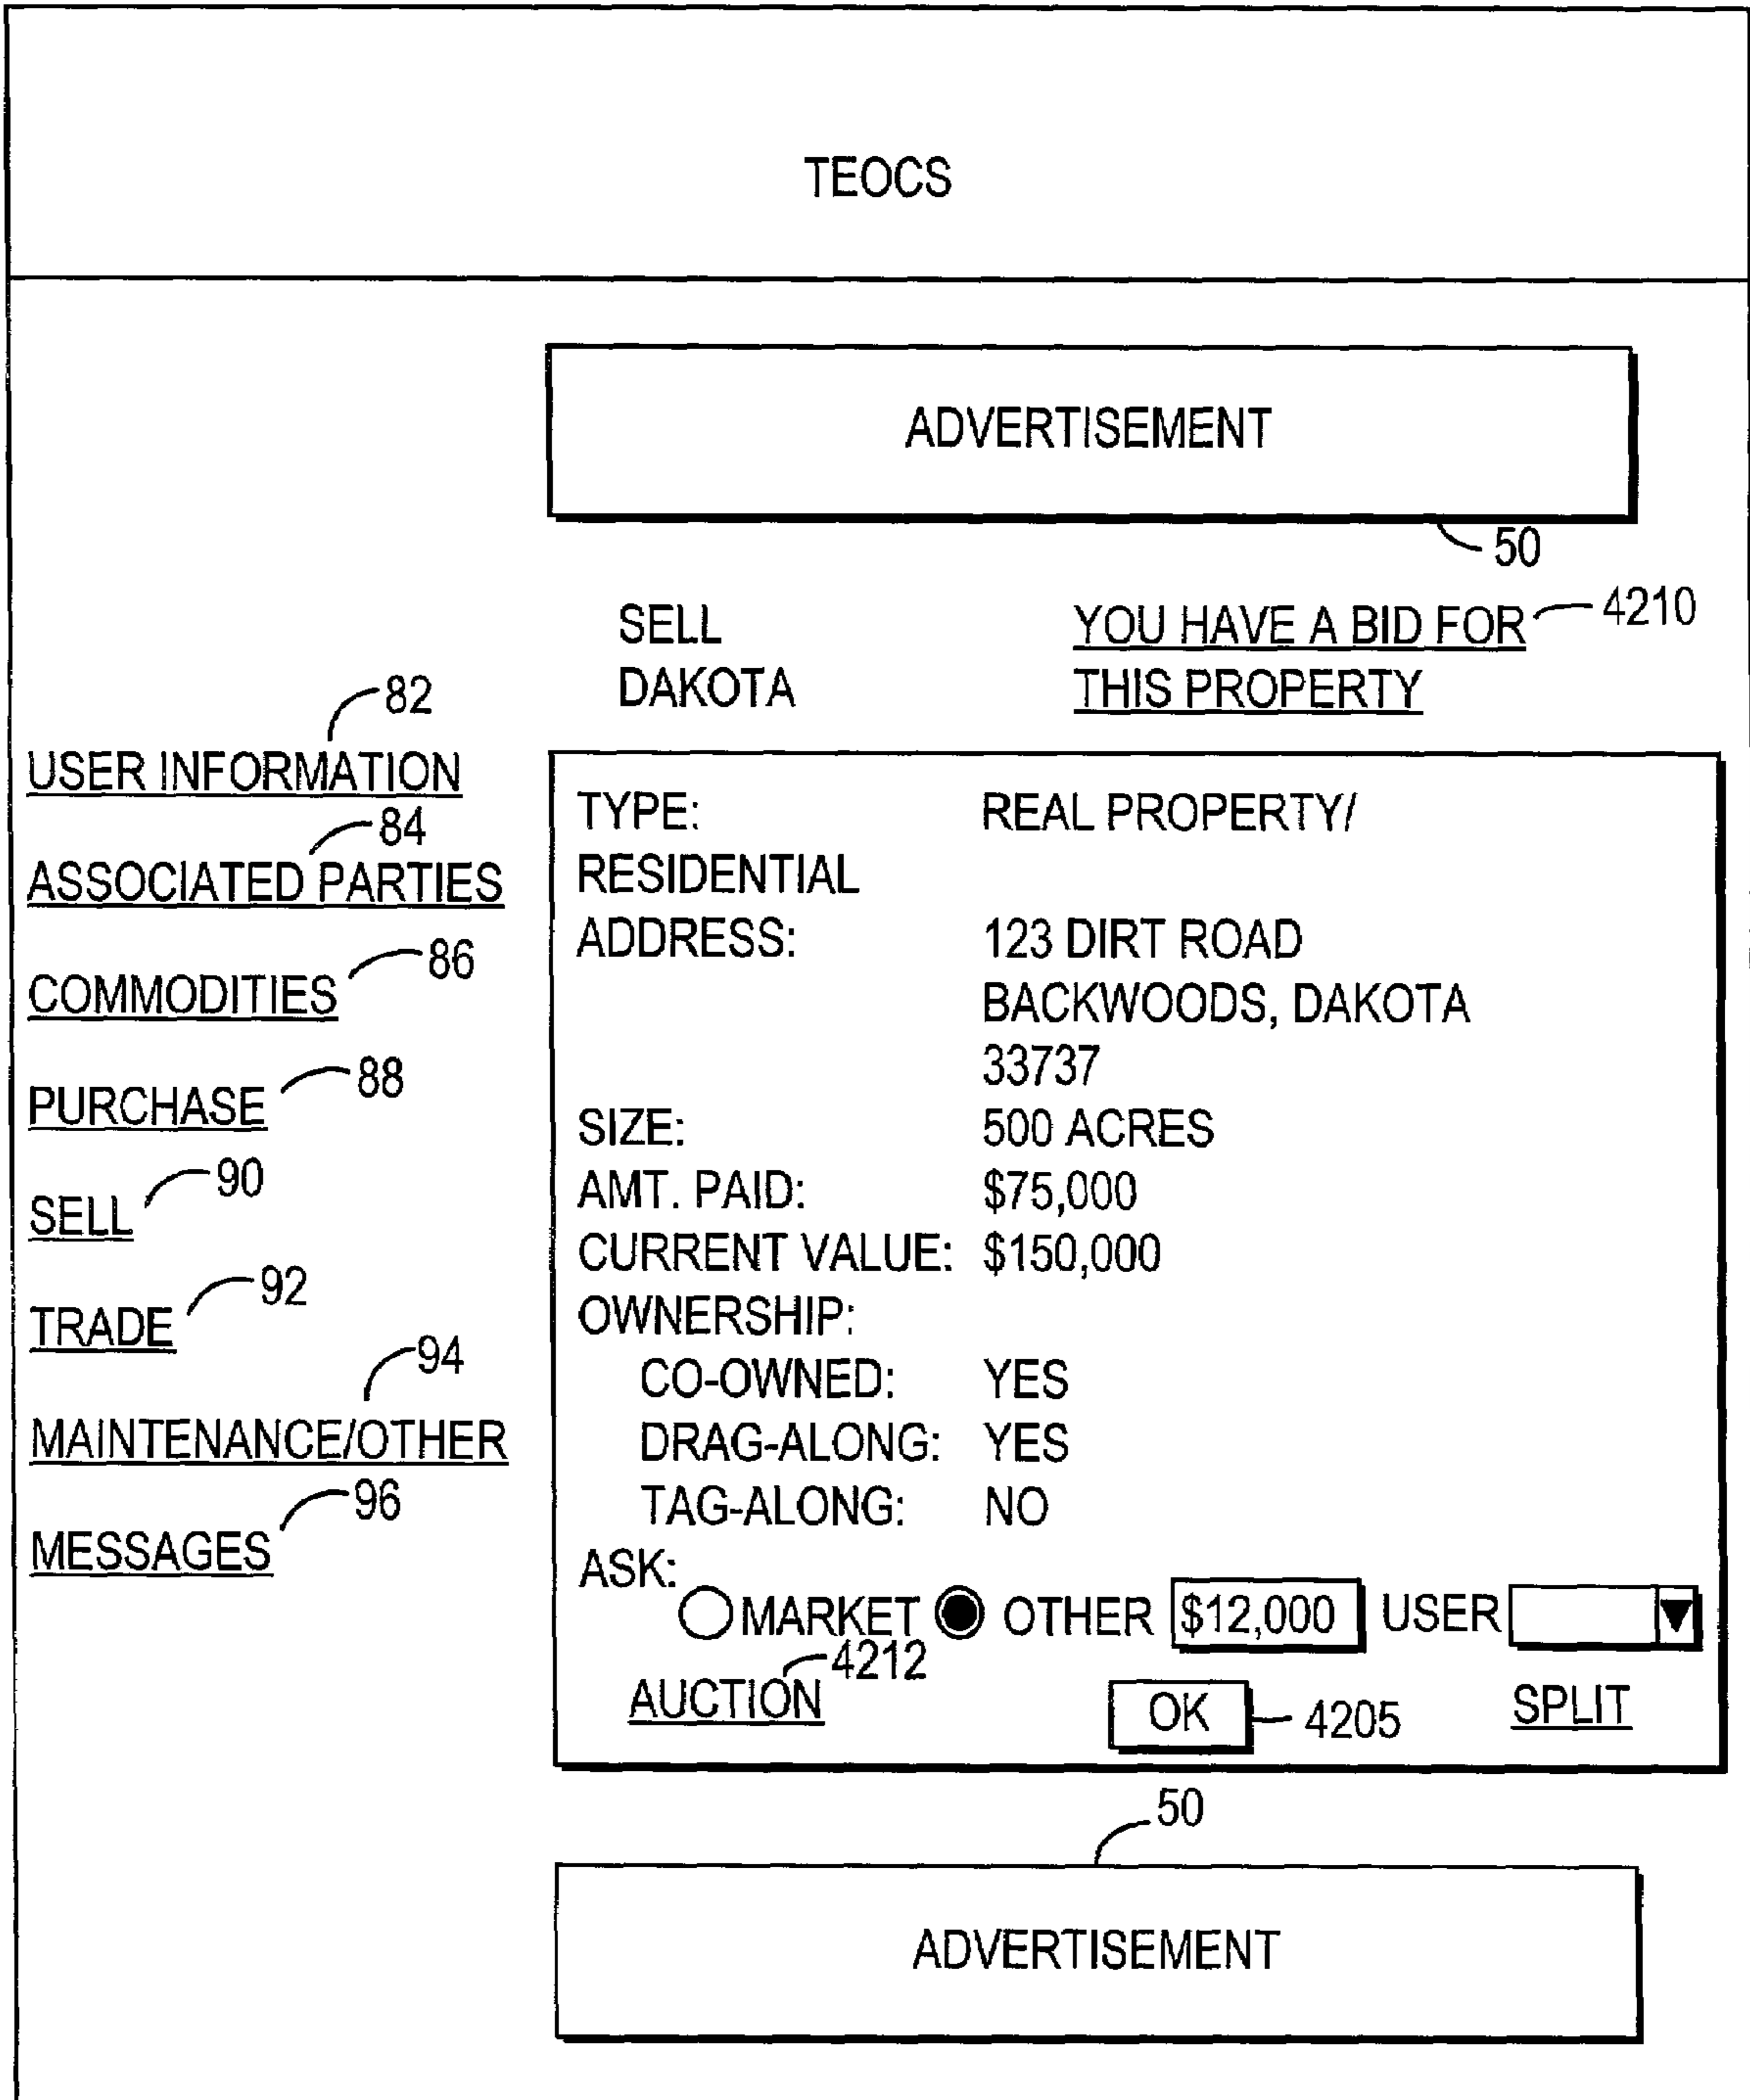 TEOCS
ADVERTISEMENT
50
SELL
DAKOTA
YOU HAVE A BID FOR 4210
THIS PROPERTY
82
USER INFORMATION
84
ASSOCIATED PARTIES
86
COMMODITIES
88
PURCHASE
90
SELL
92
TRADE
94
MAINTENANCE/OTHER
96
MESSAGES
TYPE: REAL PROPERTY/
RESIDENTIAL
ADDRESS: 123 DIRT ROAD
BACKWOODS, DAKOTA
33737
SIZE: 500 ACRES
AMT. PAID: $75,000
CURRENT VALUE: $150,000
OWNERSHIP:
CO-OWNED: YES
DRAG-ALONG: YES
TAG-ALONG: NO
ASK:
MARKET OTHER $12,000 USER
4212
AUCTION OK 4205 SPLIT
50
ADVERTISEMENT